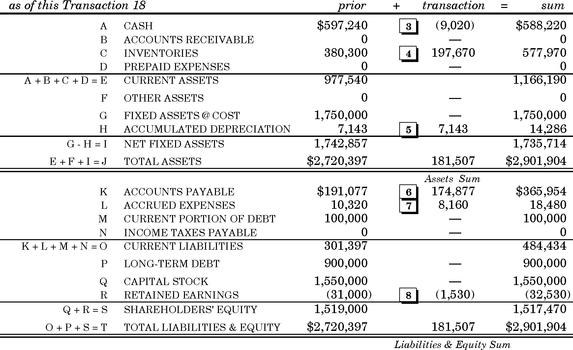 as of this Transaction 18 prior + transaction = sum
A CASH $597,240 3 (9,020) $588,220
B ACCOUNTS RECEIVABLE 0 — 0
C INVENTORIES 380,300 4 197,670 577,970
D PREPAID EXPENSES 0 — 0
A + B + C + D = E CURRENT ASSETS 977,540 1,166,190
F OTHER ASSETS 0 — 0
G FIXED ASSETS @ COST 1,750,000 — 1,750,000
H ACCUMULATED DEPRECIATION 7,143 5 7,143 14,286
G - H = I NET FIXED ASSETS 1,742,857 1,735,714
E + F + I = J TOTAL ASSETS $2,720,397 181,507 $2,901,904
Assets Sum
K ACCOUNTS PAYABLE $191,077 6 174,877 $365,954
L ACCRUED EXPENSES 10,320 7 8,160 18,480
M CURRENT PORTION OF DEBT 100,000 — 100,000
N INCOME TAXES PAYABLE 0 — 0
K + L + M + N = O CURRENT LIABILITIES 301,397 484,434
P LONG-TERM DEBT 900,000 — 900,000
Q CAPITAL STOCK 1,550,000 — 1,550,000
R RETAINED EARNINGS (31,000) 8 (1,530) (32,530)
Q + R = S SHAREHOLDERS' EQUITY 1,519,000 1,517,470
O + P + S = T TOTAL LIABILITIES & EQUITY $2,720,397 181,507 $2,901,904
Liabilities & Equity Sum